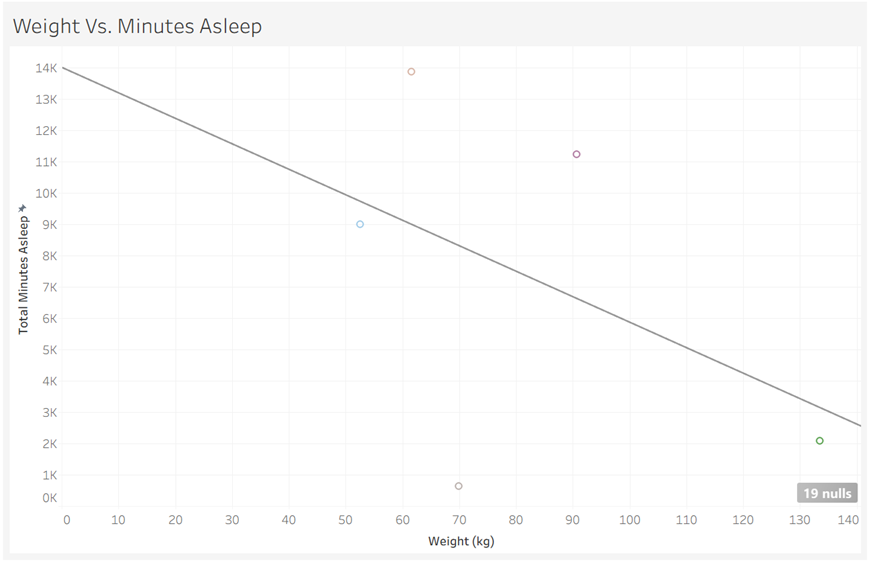 Weight Vs. Minutes Asleep
14K
13K
12K
11K
10K
9K
8K
7K
6K
5K
4K
3K
2K
1K
0K
Total Minutes Asleep
19 nulls
0 10 20 30 40 50 60 70 80 90 100 110 120 130 140
Weight (kg)